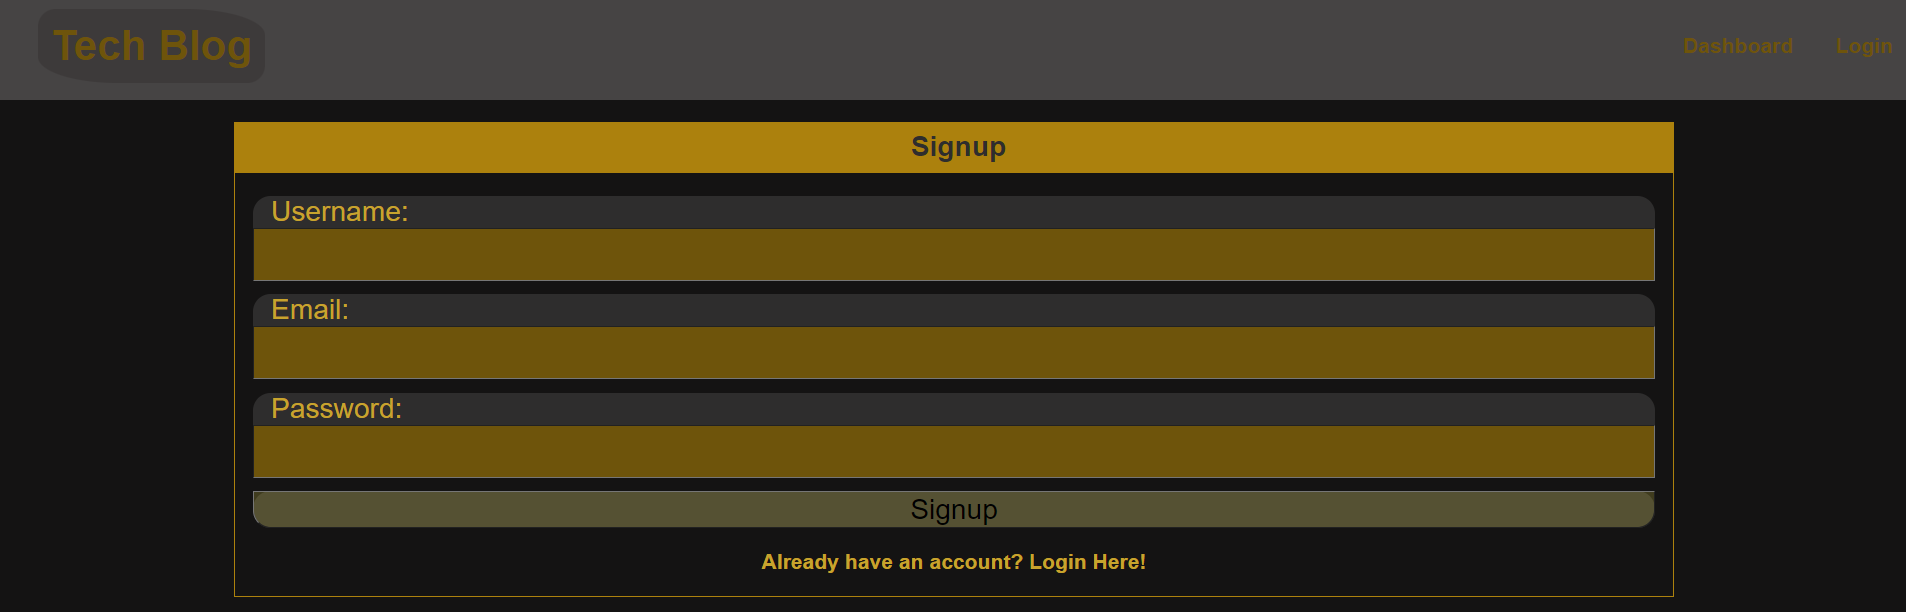 Tech Blog
Dashboard
Login
Signup
Username:
Email:
Password:
Signup
Already have an account? Login Here!